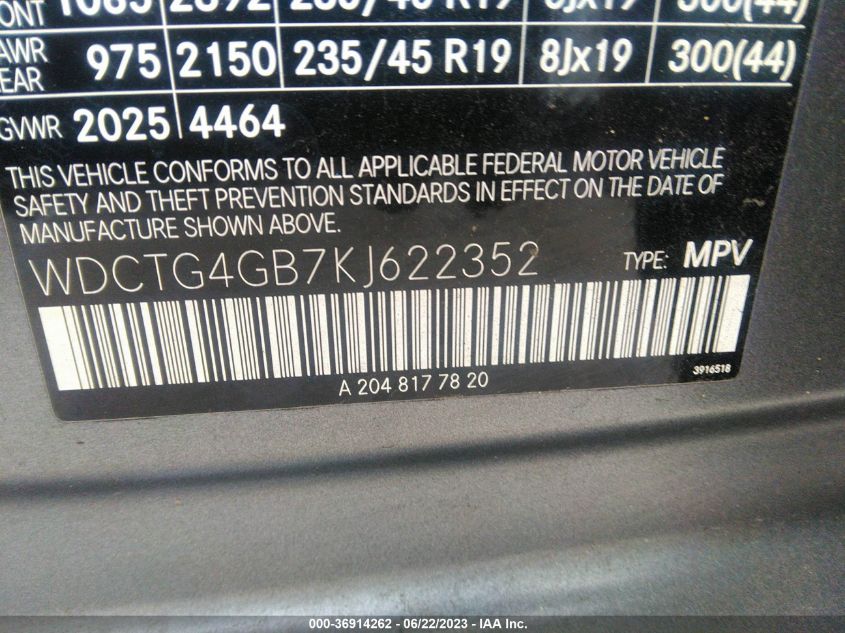 975 2150 235/45 R19 8Jx19 300(44)
GVWR 2025 4464
THIS VEHICLE CONFORMS TO ALL APPLICABLE FEDERAL MOTOR VEHICLE
SAFETY AND THEFT PREVENTION STANDARDS IN EFFECT ON THE DATE OF
MANUFACTURE SHOWN ABOVE.
WDCTG4GB7KJ622352 TYPE: MPV
A 204 817 78 20 3916518
000-36914262 - 06/22/2023 - IAA Inc.